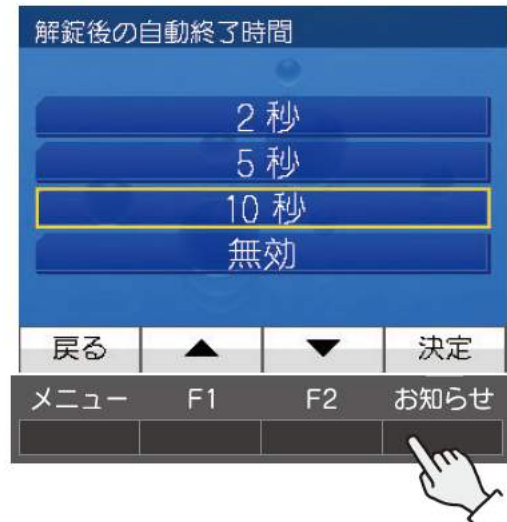 解錠後の自動終了時間
2 秒
5 秒
10 秒
無効
戻る ▲ ▼ 決定
メニュー F1 F2 お知らせ